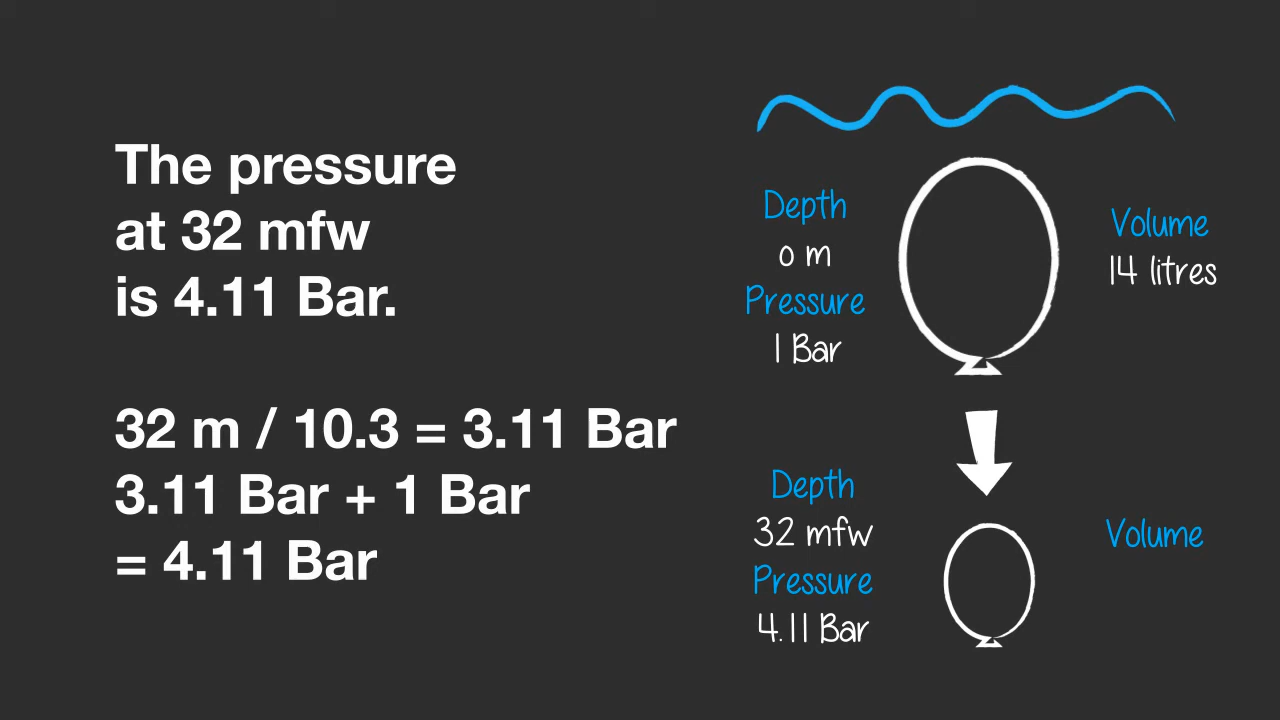 The pressure
at 32 mfw
is 4.11 Bar.
32 m / 10.3 = 3.11 Bar
3.11 Bar + 1 Bar
= 4.11 Bar
Depth
0 m
Pressure
1 Bar
Volume
14 litres
Depth
32 mfw
Pressure
4.11 Bar
Volume